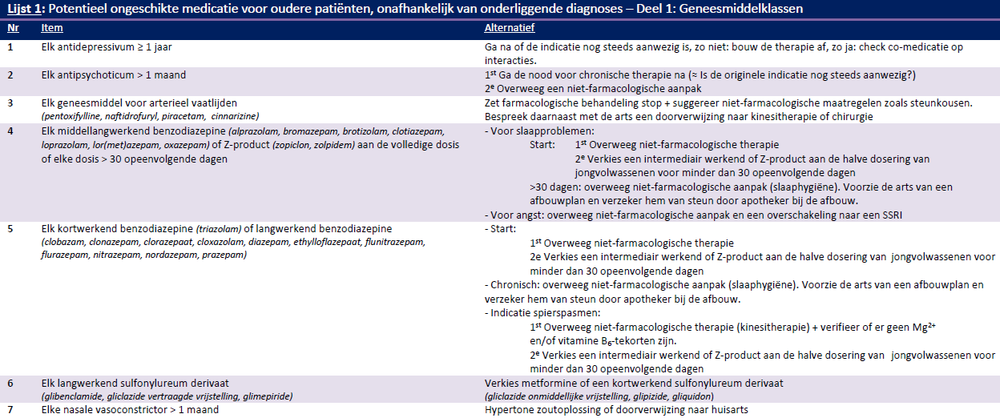 Lijst 1: Potentieel ongeschikte medicatie voor oudere patiënten, onafhankelijk van onderliggende diagnoses – Deel 1: Geneesmiddelklassen
Nr Item Alternatief
1 Elk antidepressivum ≥ 1 jaar Ga na of de indicatie nog steeds aanwezig is, zo niet: bouw de therapie af, zo ja: check co-medicatie op
interacties.
2 Elk antipsychoticum > 1 maand 1st Ga de nood voor chronische therapie na (≈ Is de originele indicatie nog steeds aanwezig?)
2e Overweeg een niet-farmacologische aanpak
3 Elk geneesmiddel voor arterieel vaatlijden Zet farmacologische behandeling stop + suggereer niet-farmacologische maatregelen zoals steunkousen.
(pentoxifylline, naftidrofuryl, piracetam, cinnarizine) Bespreek daarnaast met de arts een doorverwijzing naar kinesitherapie of chirurgie
4 Elk middellangwerkend benzodiazepine (alprazolam, bromazepam, brotizolam, clotiazepam, - Voor slaapproblemen:
loprazolam, lor(met)azepam, oxazepam) of Z-product (zopiclon, zolpidem) aan de volledige dosis Start: 1st Overweeg niet-farmacologische therapie
of elke dosis > 30 opeenvolgende dagen 2e Verkies een intermediair werkend of Z-product aan de halve dosering van
jongvolwassenen voor minder dan 30 opeenvolgende dagen
>30 dagen: overweeg niet-farmacologische aanpak (slaaphygiëne). Voorzie de arts van een
afbouwplan en verzeker hem van steun door apotheker bij de afbouw.
- Voor angst: overweeg niet-farmacologische aanpak en een overschakeling naar een SSRI
5 Elk kortwerkend benzodiazepine (triazolam) of langwerkend benzodiazepine - Start:
(clobazam, clonazepam, clorazepaat, cloxazolam, diazepam, ethylloflazepaat, flunitrazepam, 1st Overweeg niet-farmacologische therapie
flurazepam, nitrazepam, nordazepam, prazepam) 2e Verkies een intermediair werkend of Z-product aan de halve dosering van jongvolwassenen voor
minder dan 30 opeenvolgende dagen
- Chronisch: overweeg niet-farmacologische aanpak (slaaphygiëne). Voorzie de arts van een afbouwplan en
verzeker hem van steun door apotheker bij de afbouw.
- Indicatie spierspasmen:
1st Overweeg niet-farmacologische therapie (kinesitherapie) + verifieer of er geen Mg²⁺
en/of vitamine B₆-tekorten zijn.
2e Verkies een intermediair werkend of Z-product aan de halve dosering van jongvolwassenen voor
minder dan 30 opeenvolgende dagen
6 Elk langwerkend sulfonylureum derivaat Verkies metformine of een kortwerkend sulfonylureum derivaat
(glibenclamide, gliclazide vertraagde vrijstelling, glimepiride) (gliclazide onmiddellijke vrijstelling, glipizide, gliquidon)
7 Elke nasale vasoconstrictor > 1 maand Hypertone zoutoplossing of doorverwijzing naar huisarts